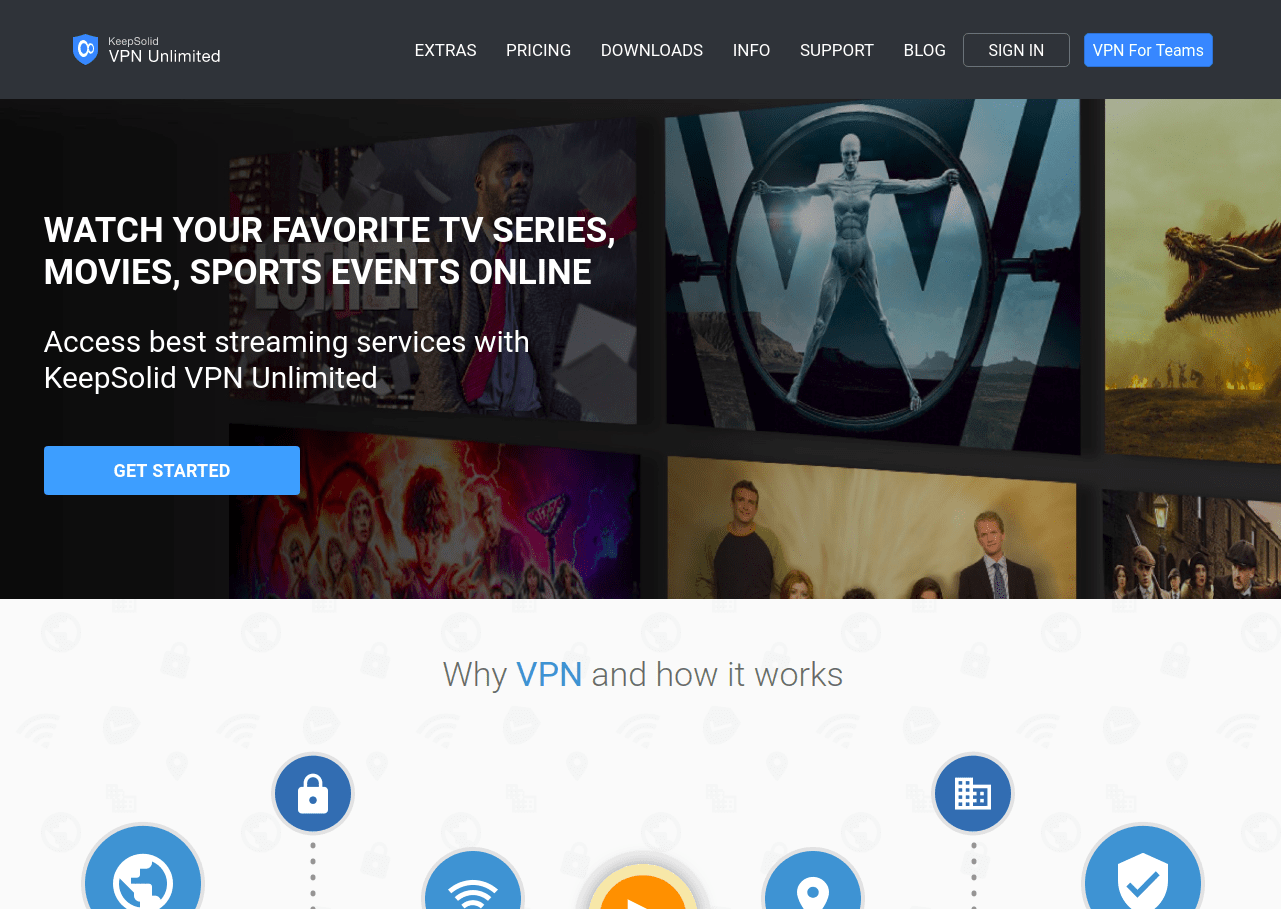 KeepSolid
VPN Unlimited
EXTRAS
PRICING
DOWNLOADS
INFO
SUPPORT
BLOG
SIGN IN
VPN For Teams
WATCH YOUR FAVORITE TV SERIES,
MOVIES, SPORTS EVENTS ONLINE
LUTHER
Access best streaming services with
KeepSolid VPN Unlimited
GET STARTED
Why VPN and how it works